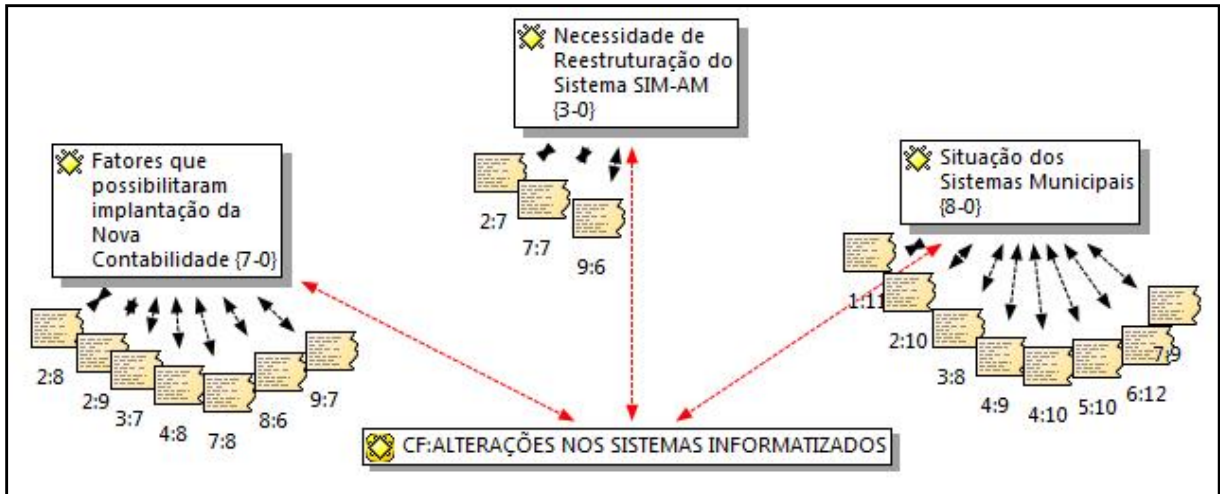 Necessidade de
Reestruturação do
Sistema SIM-AM
{3-0}
Fatores que
possibilitaram
implantação da
Nova
Contabilidade {7-0}
Situação dos
Sistemas Municipais
{8-0}
2:7
7:7
9:6
2:8
2:9
3:7
4:8
7:8
8:6
9:7
1:11
2:10
3:8
4:9
4:10
5:10
6:12
7:9
CF:ALTERAÇÕES NOS SISTEMAS INFORMATIZADOS